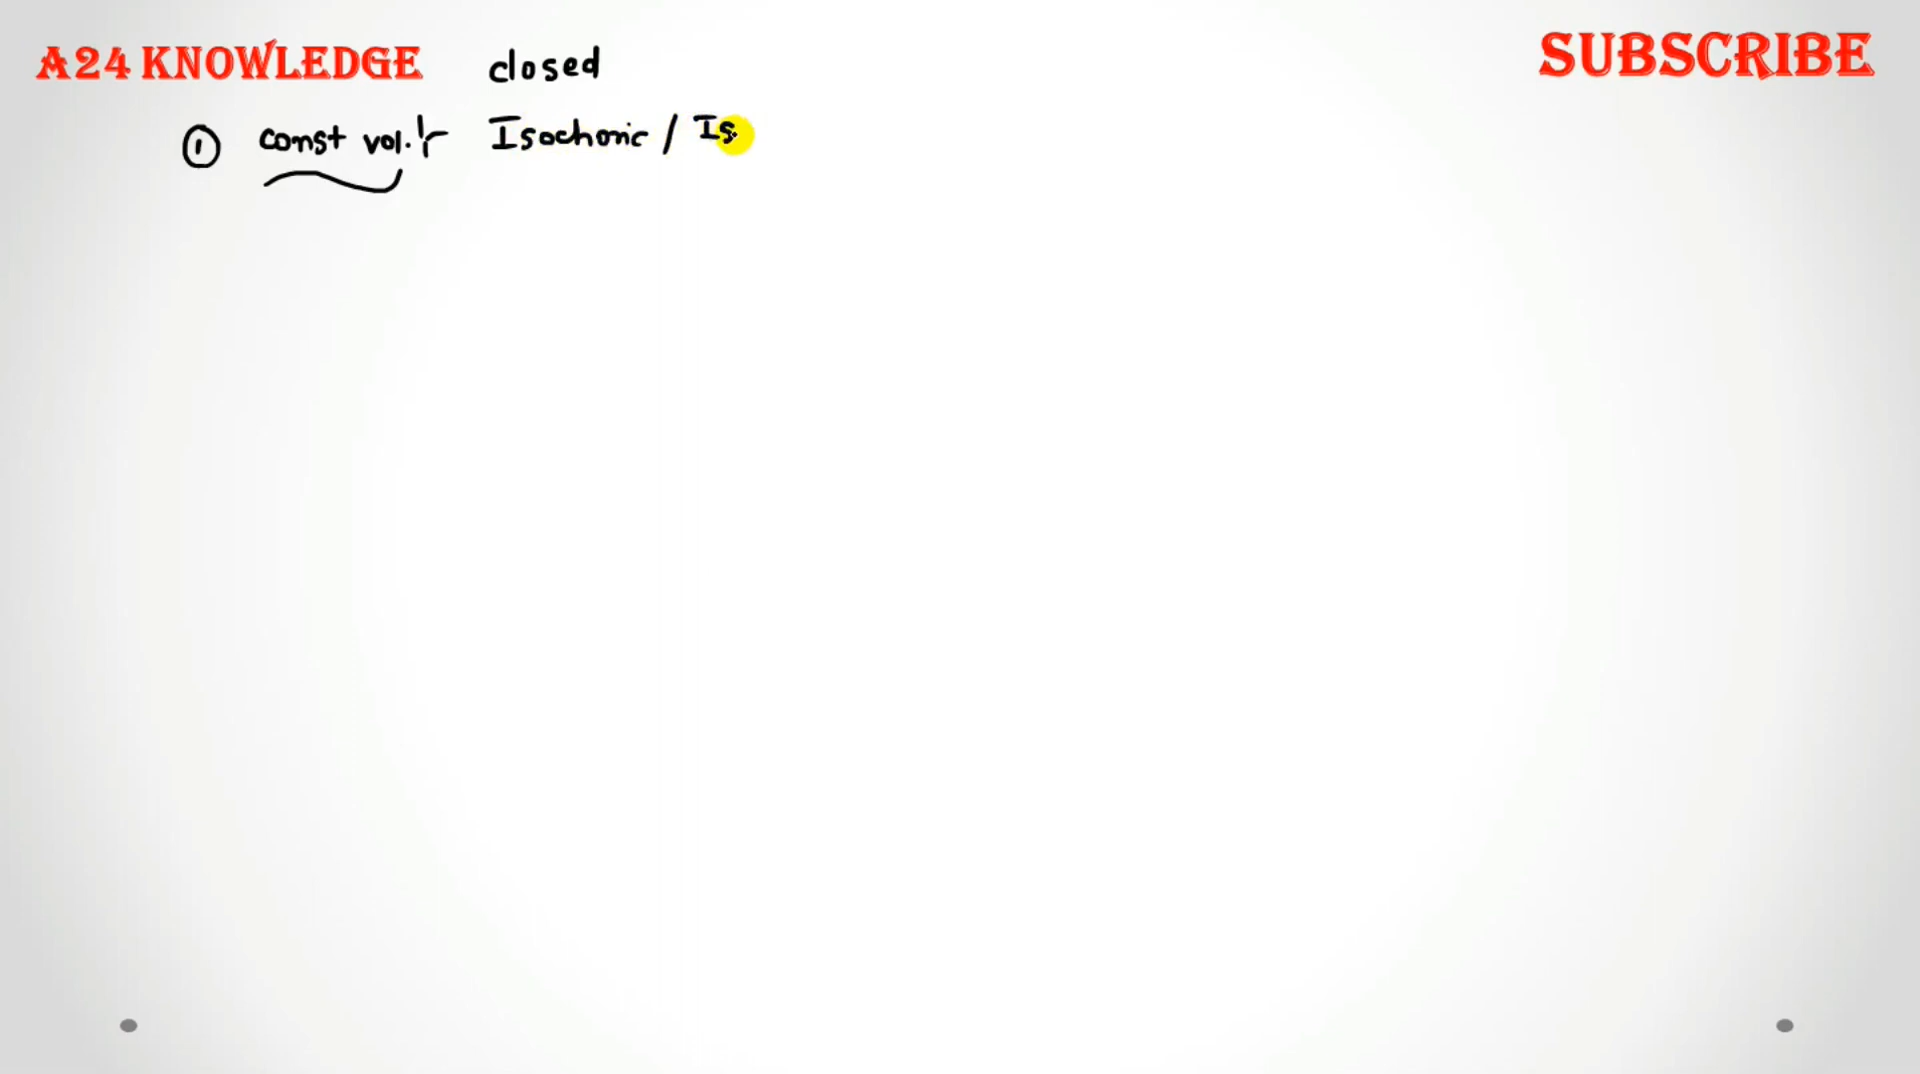 A24 KNOWLEDGE closed SUBSCRIBE
① const vol. :- Isochoric / Is